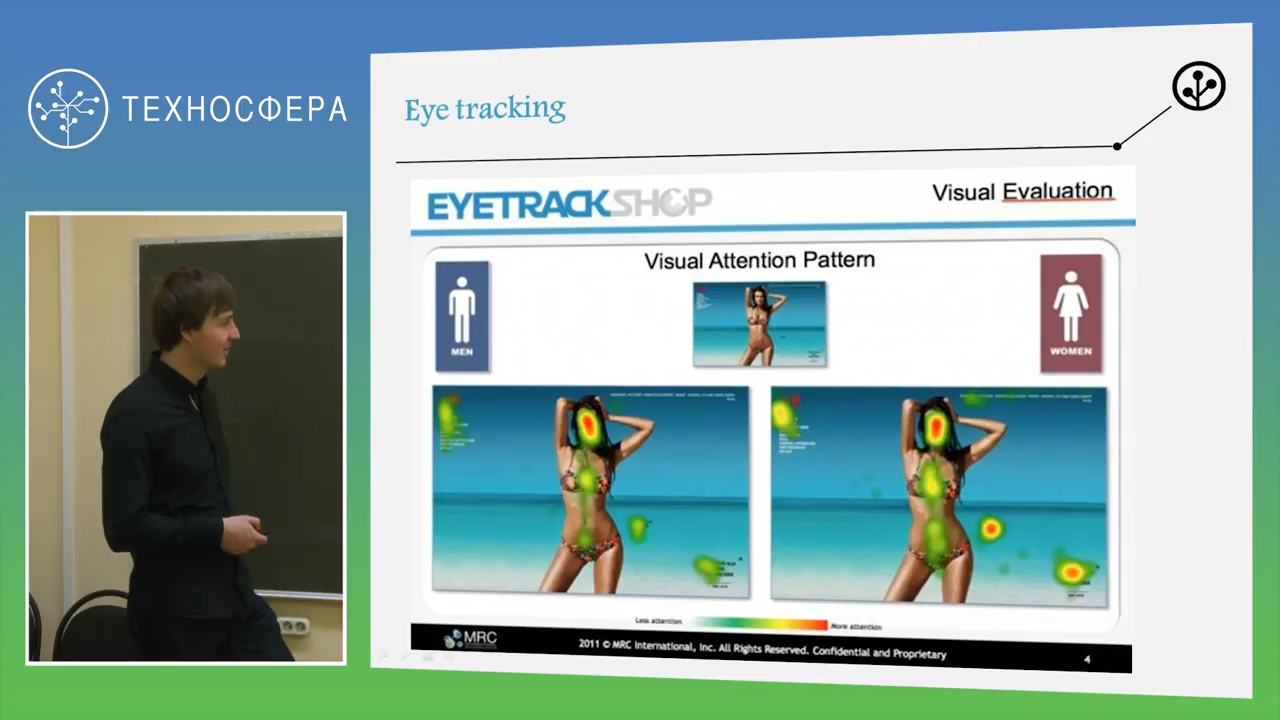 ТЕХНОСФЕРА
Eye tracking
EYETRACKSHOP
Visual Evaluation
Visual Attention Pattern
MEN
WOMEN
Less attention
More attention
MRC
2011 © MRC International, Inc. All Rights Reserved. Confidential and Proprietary
4